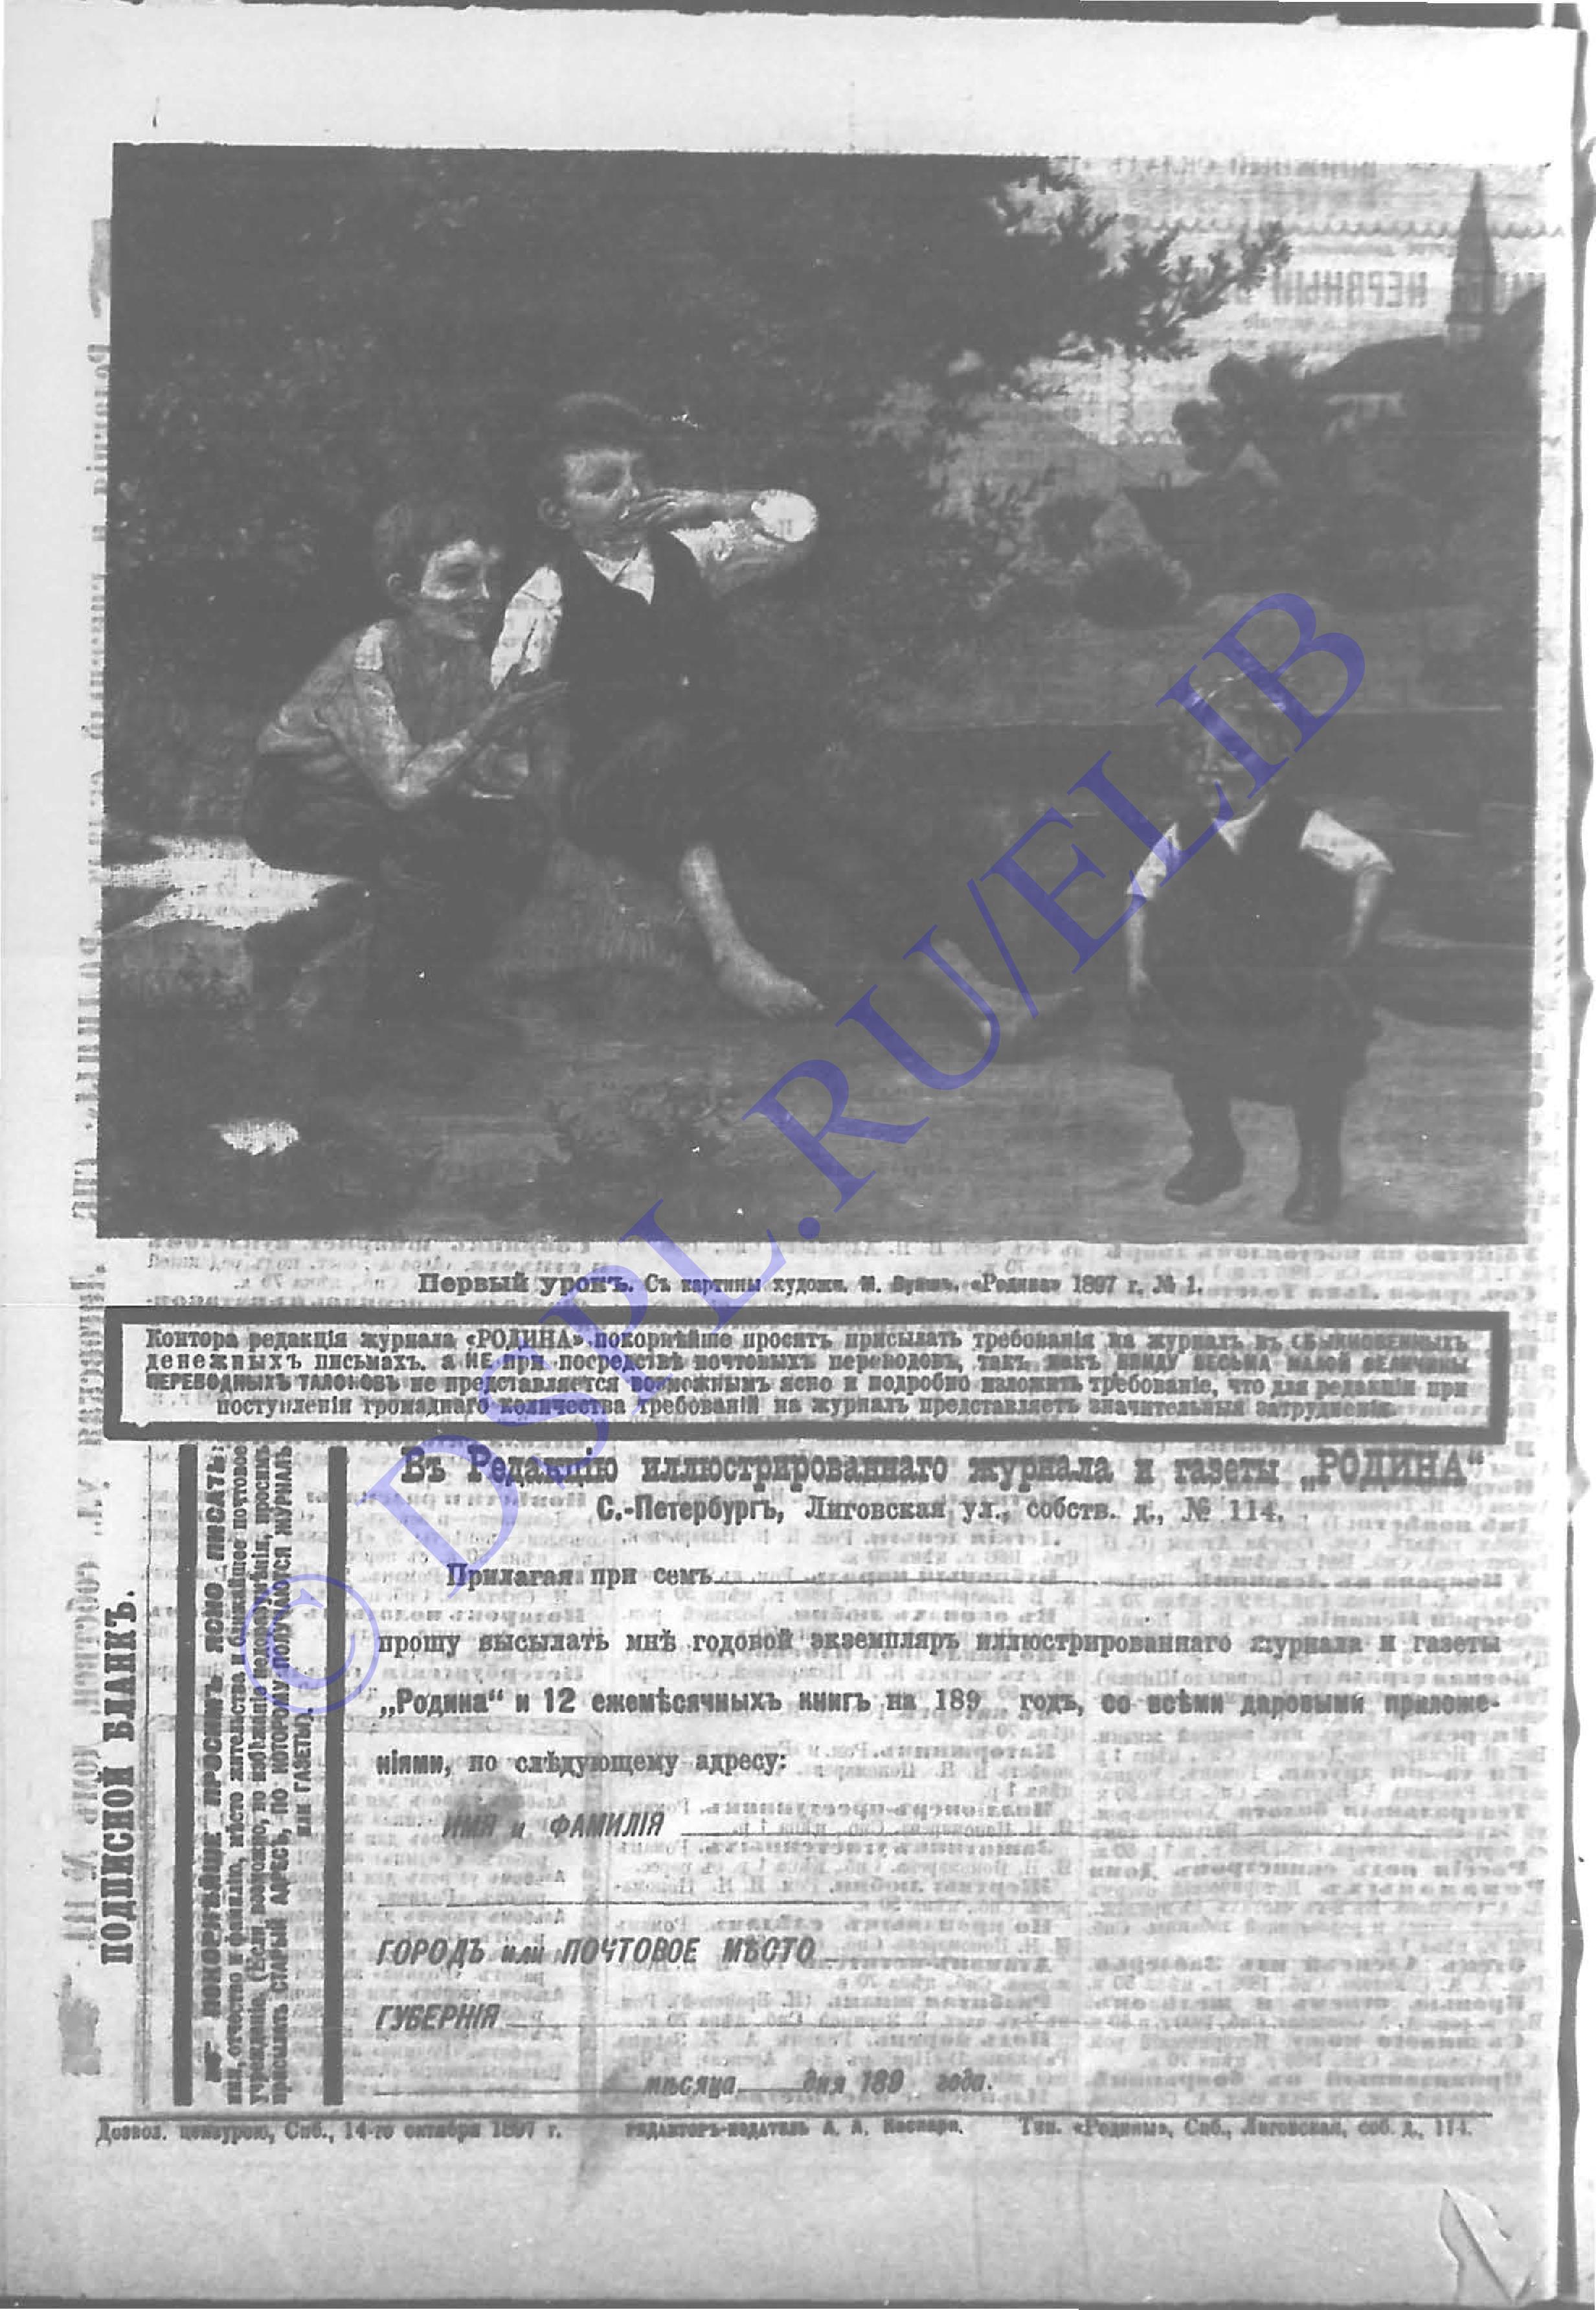 Первый урокъ. Съ картины художн. «Родина» 1897 г. № 1.
Контора редакціи журнала «РОДИНА» покорнѣйше проситъ присылать требованія на журналъ въ ОБЫКНОВЕННЫХЪ
денежныхъ письмахъ, а НЕ при посредствѣ почтовыхъ переводовъ, такъ какъ ВВИДУ ВЕСЬМА МАЛОЙ ВЕЛИЧИНЫ
ПЕРЕВОДНЫХЪ ТАЛОНОВЪ не представляется возможнымъ ясно и подробно изложить требованіе, что для редакціи при
поступленіи громаднаго количества требованій на журналъ представляетъ значительныя затрудненія.
ПОДПИСНОЙ БЛАНКЪ.
ПОКОРНѢЙШЕ ПРОСИМЪ ЯСНО ПИСАТЬ:
имя, отчество и фамилію, мѣсто жительства и ближайшее почтовое
учрежденіе. (Если возможно, во избѣжаніе недоразумѣнія, просимъ
присылать СТАРЫЙ АДРЕСЪ, ПО КОТОРОМУ ПОЛУЧАЮТСЯ ЖУРНАЛЪ
ИЛИ ГАЗЕТЫ).
Въ Редакцію иллюстрированнаго журнала и газеты „РОДИНА“
С.-Петербургъ, Лиговская ул., собств. д., № 114.
Прилагая при семъ
прошу высылать мнѣ годовой экземпляръ иллюстрированнаго журнала и газеты
„Родина“ и 12 ежемѣсячныхъ книгъ на 189 годъ, со всѣми даровыми приложе-
ніями, по слѣдующему адресу:
ИМЯ и ФАМИЛІЯ
ГОРОДЪ или ПОЧТОВОЕ МѢСТО
ГУБЕРНІЯ
мѣсяца дня 189 года.
Дозвол. цензурою, Спб., 14-го октября 1897 г. РЕДАКТОРЪ-ИЗДАТЕЛЬ А. А. Каспари. Тип. «Родины», Спб., Лиговская, соб. д., 114.
© DSPL.RU/ELIB